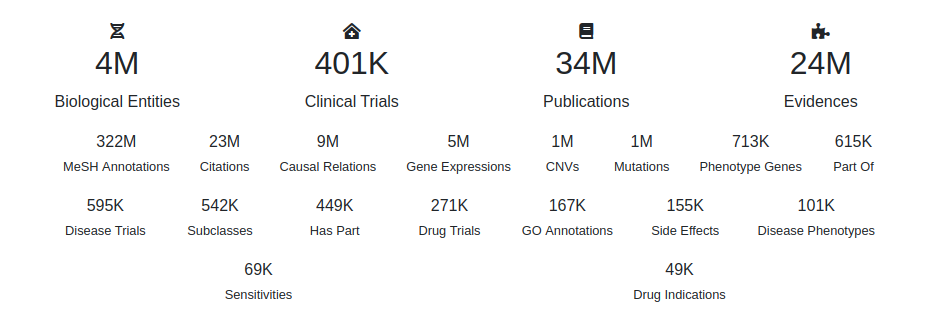 4M 401K 34M 24M
Biological Entities Clinical Trials Publications Evidences
322M 23M 9M 5M 1M 1M 713K 615K
MeSH Annotations Citations Causal Relations Gene Expressions CNVs Mutations Phenotype Genes Part Of
595K 542K 449K 271K 167K 155K 101K
Disease Trials Subclasses Has Part Drug Trials GO Annotations Side Effects Disease Phenotypes
69K 49K
Sensitivities Drug Indications